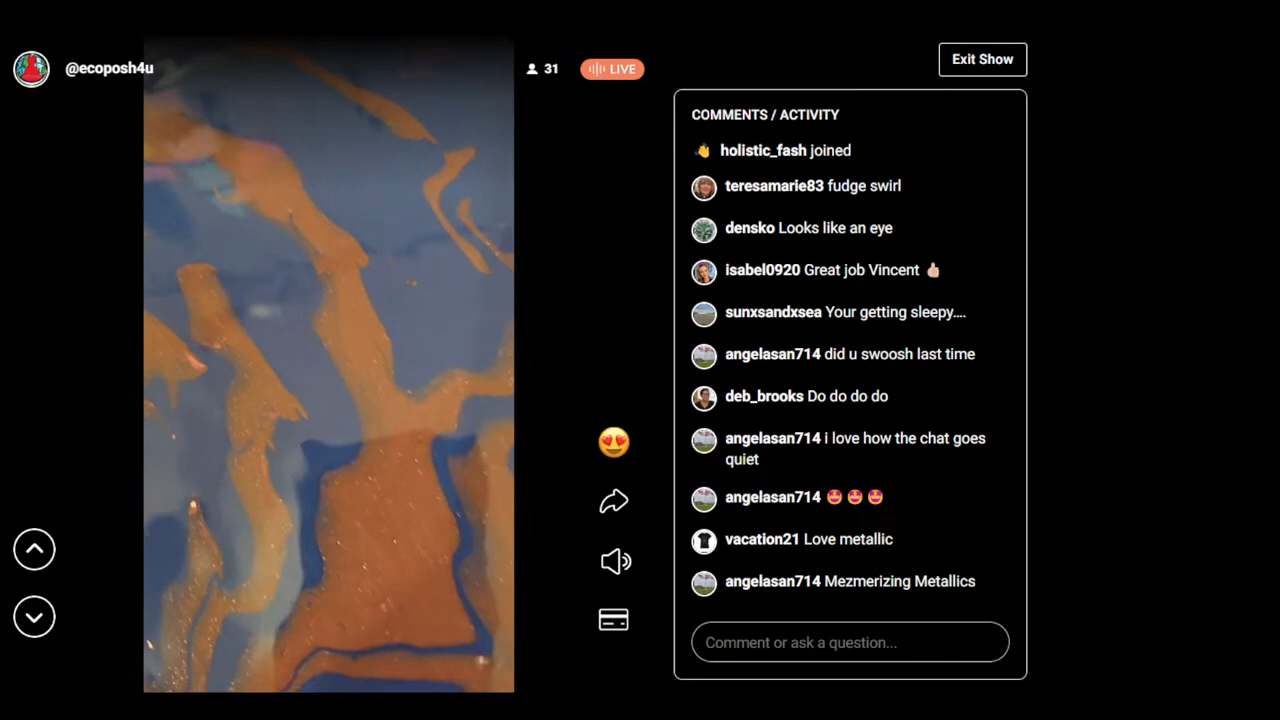 @ecoposh4u
31
LIVE
Exit Show
COMMENTS / ACTIVITY
holistic_fash joined
teresamarie83 fudge swirl
densko Looks like an eye
isabel0920 Great job Vincent 👍🏻
sunxsandxsea Your getting sleepy....
angelasan714 did u swoosh last time
deb_brooks Do do do do
angelasan714 i love how the chat goes
quiet
angelasan714 🤩 🤩 🤩
vacation21 Love metallic
angelasan714 Mezmerizing Metallics
Comment or ask a question...